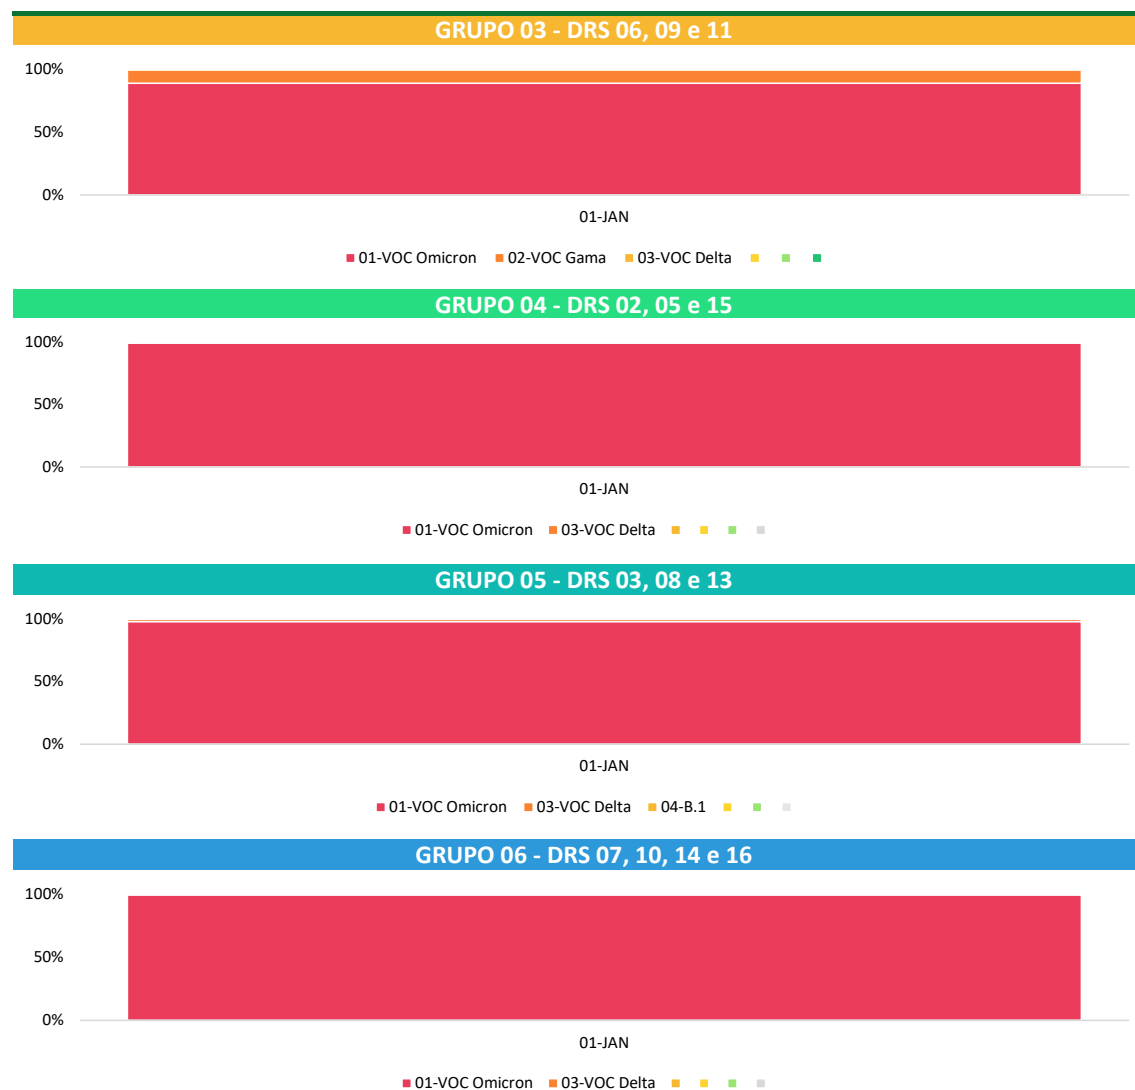 GRUPO 03 - DRS 06, 09 e 11
100%
50%
0%
01-JAN
01-VOC Omicron 02-VOC Gama 03-VOC Delta
GRUPO 04 - DRS 02, 05 e 15
100%
50%
0%
01-JAN
01-VOC Omicron 03-VOC Delta
GRUPO 05 - DRS 03, 08 e 13
100%
50%
0%
01-JAN
01-VOC Omicron 03-VOC Delta 04-B.1
GRUPO 06 - DRS 07, 10, 14 e 16
100%
50%
0%
01-JAN
01-VOC Omicron 03-VOC Delta